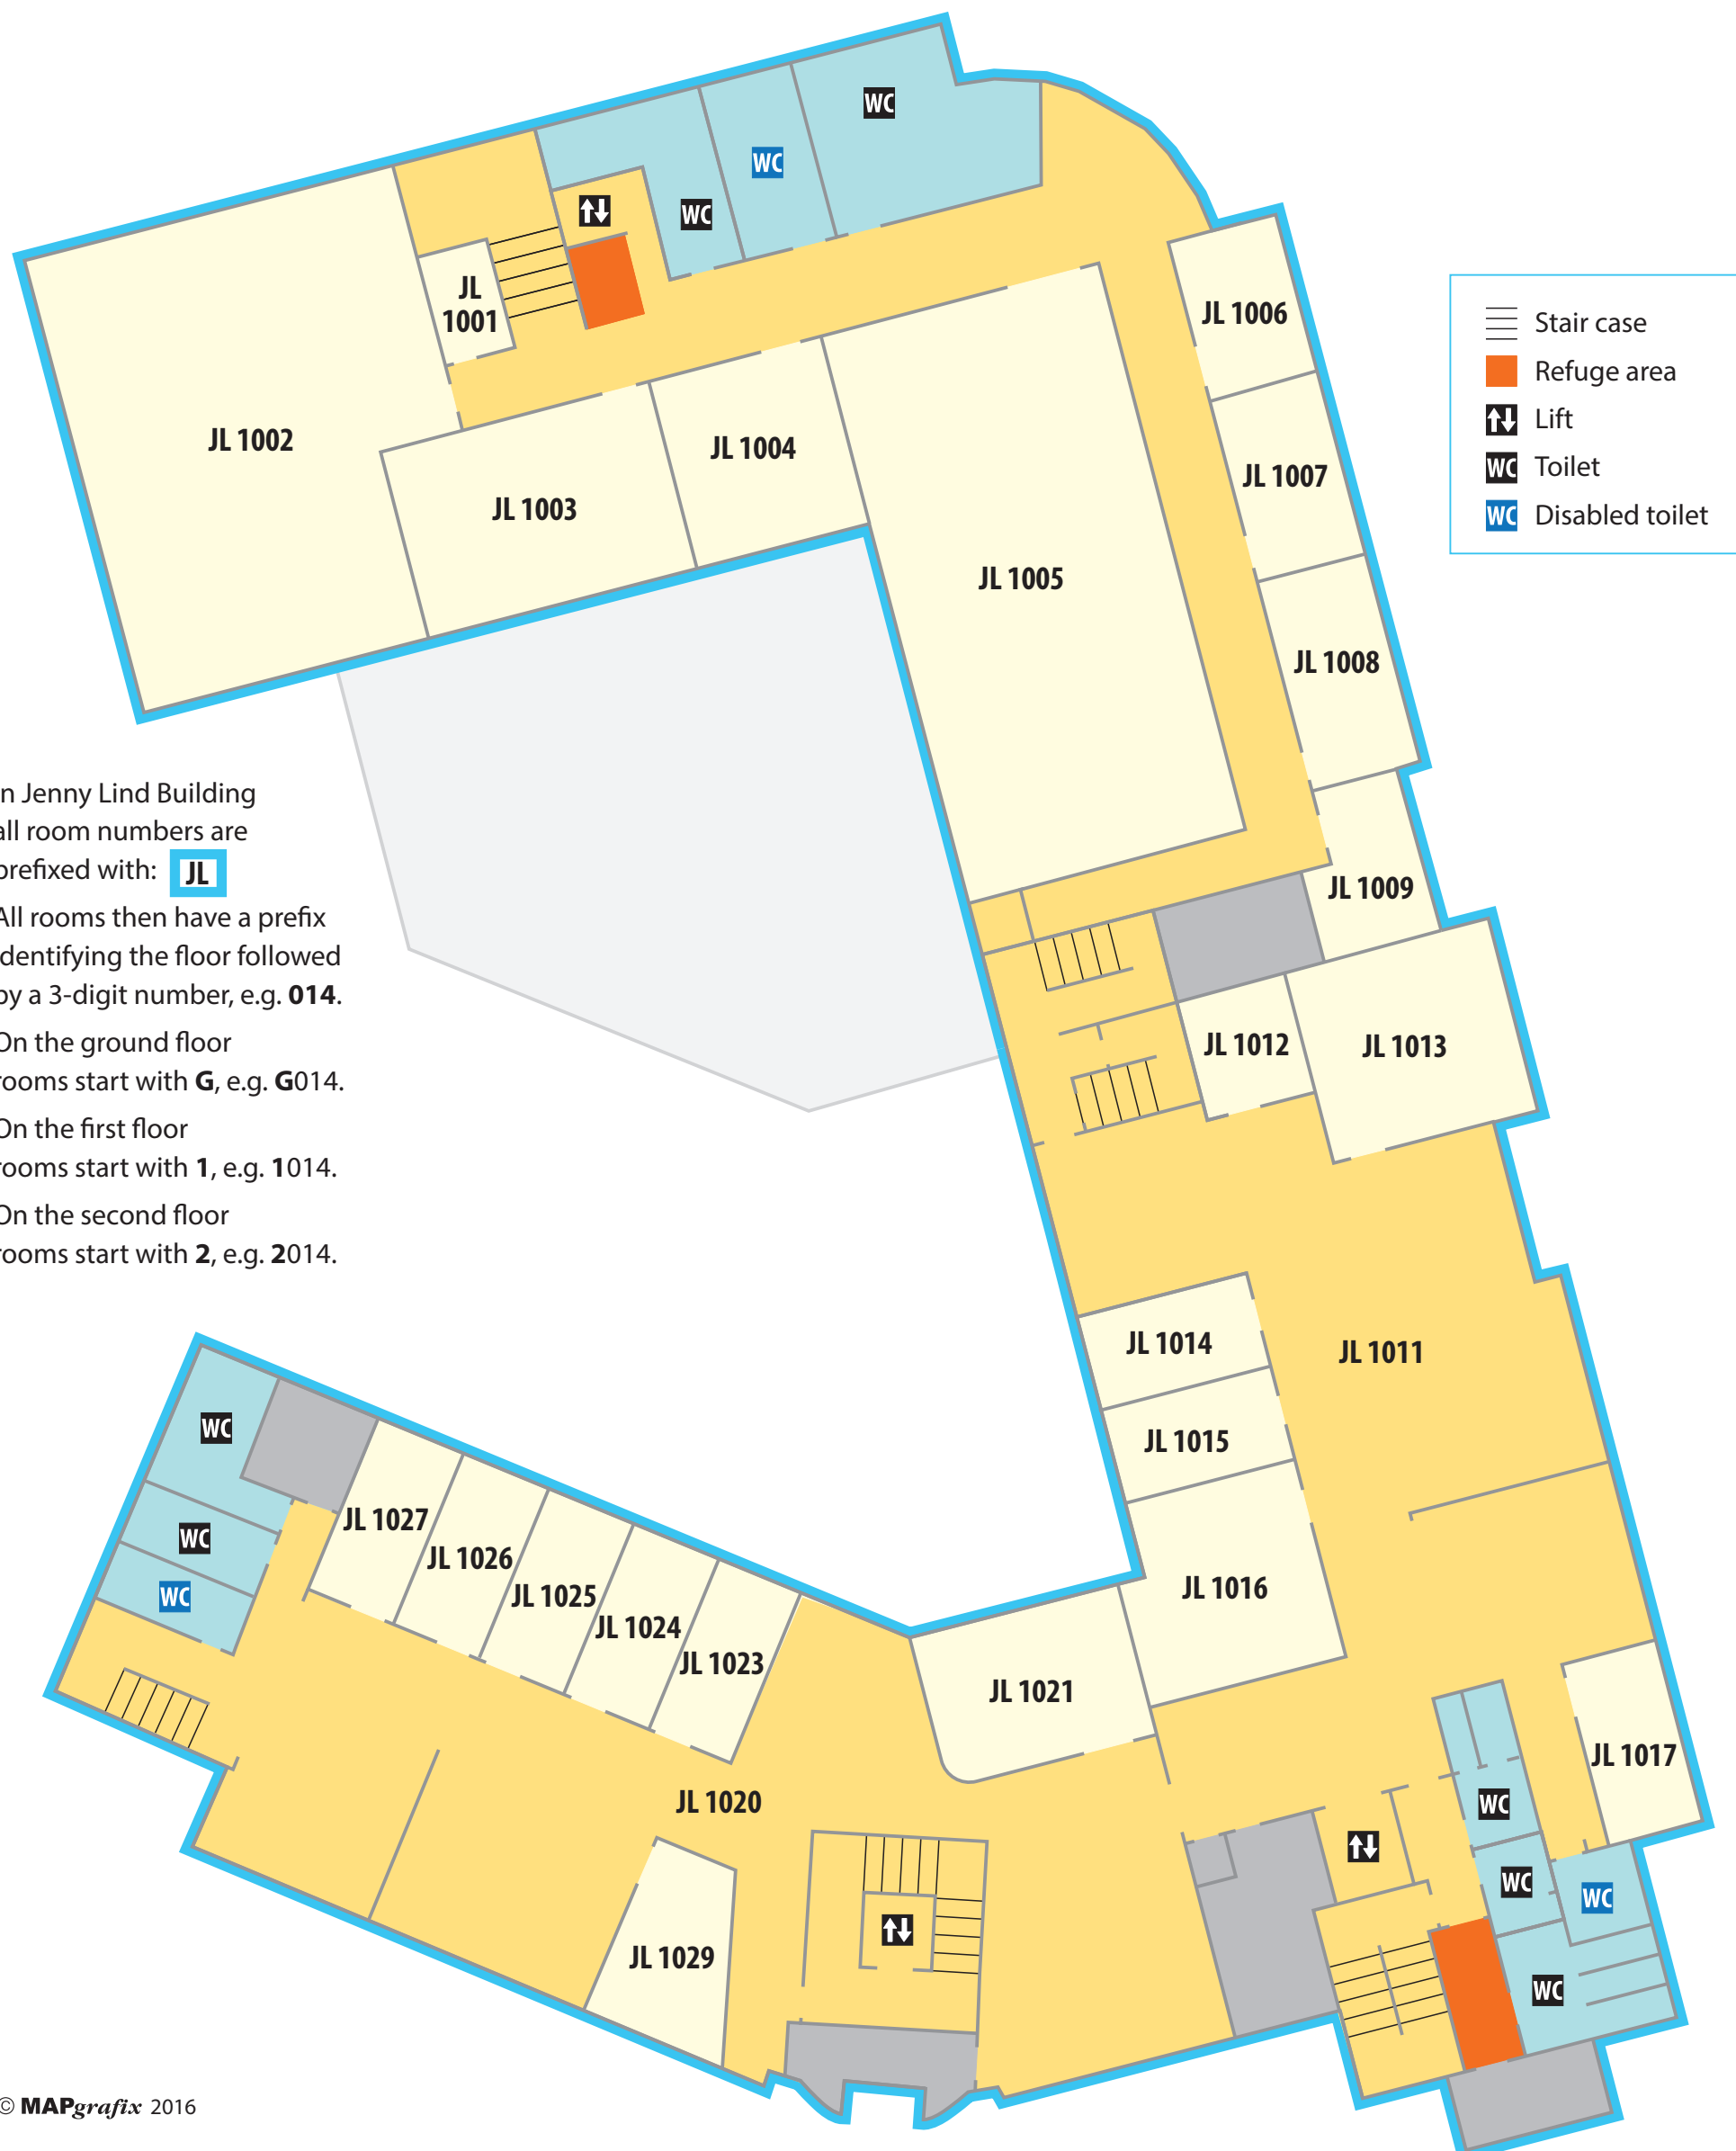 WC
WC
WC
JL
1001
JL 1002
JL 1003
JL 1004
JL 1005
JL 1006
JL 1007
JL 1008
JL 1009
Stair case
Refuge area
Lift
WC Toilet
WC Disabled toilet
n Jenny Lind Building
all room numbers are
prefixed with: JL
All rooms then have a prefix
identifying the floor followed
by a 3-digit number, e.g. 014.
On the ground floor
rooms start with G, e.g. G014.
On the first floor
rooms start with 1, e.g. 1014.
On the second floor
rooms start with 2, e.g. 2014.
JL 1012
JL 1013
JL 1014
JL 1011
JL 1015
JL 1016
WC
WC
WC
JL 1027
JL 1026
JL 1025
JL 1024
JL 1023
JL 1021
JL 1017
JL 1020
JL 1029
WC
WC
WC
WC
© MAPgrafix 2016